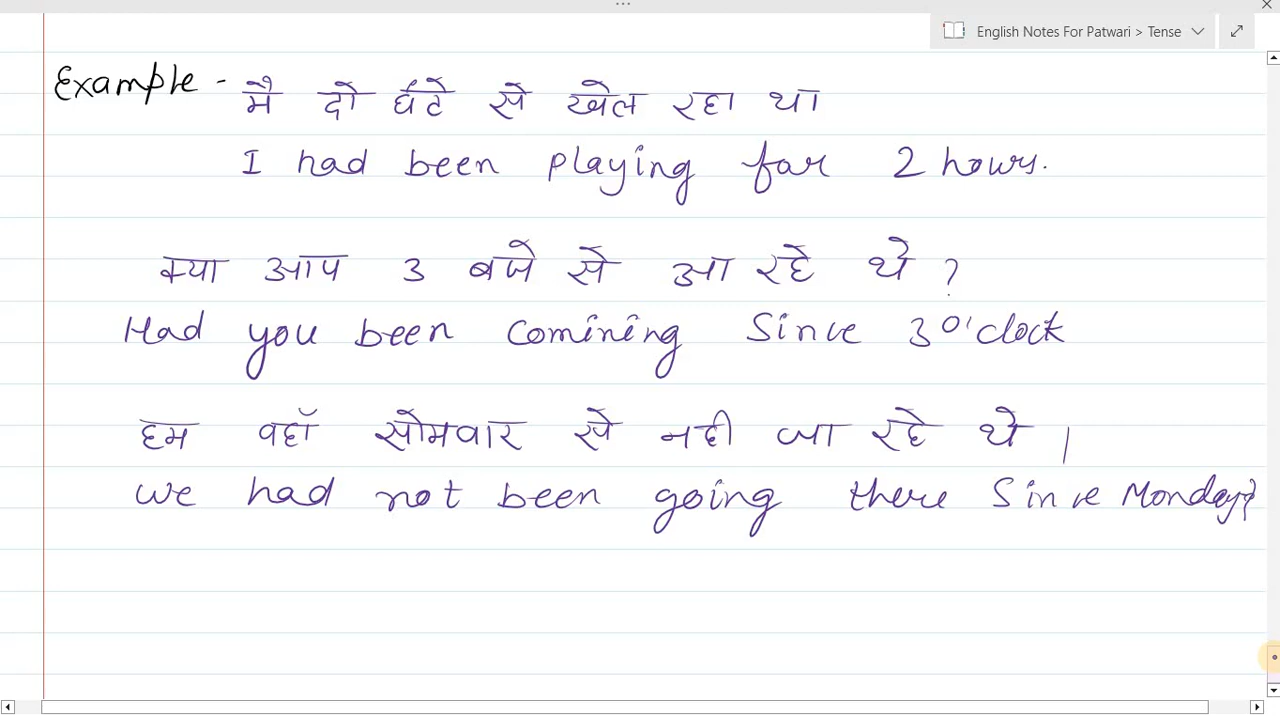 English Notes For Patwari > Tense
Example - मै दो घंटे से खेल रहा था
I had been playing for 2 hours.
क्या आप 3 बजे से आ रहे थे ?
Had you been comining Since 3 o'clock
हम वहाँ सोमवार से नही जा रहे थे ।
we had not been going there Since Monday?